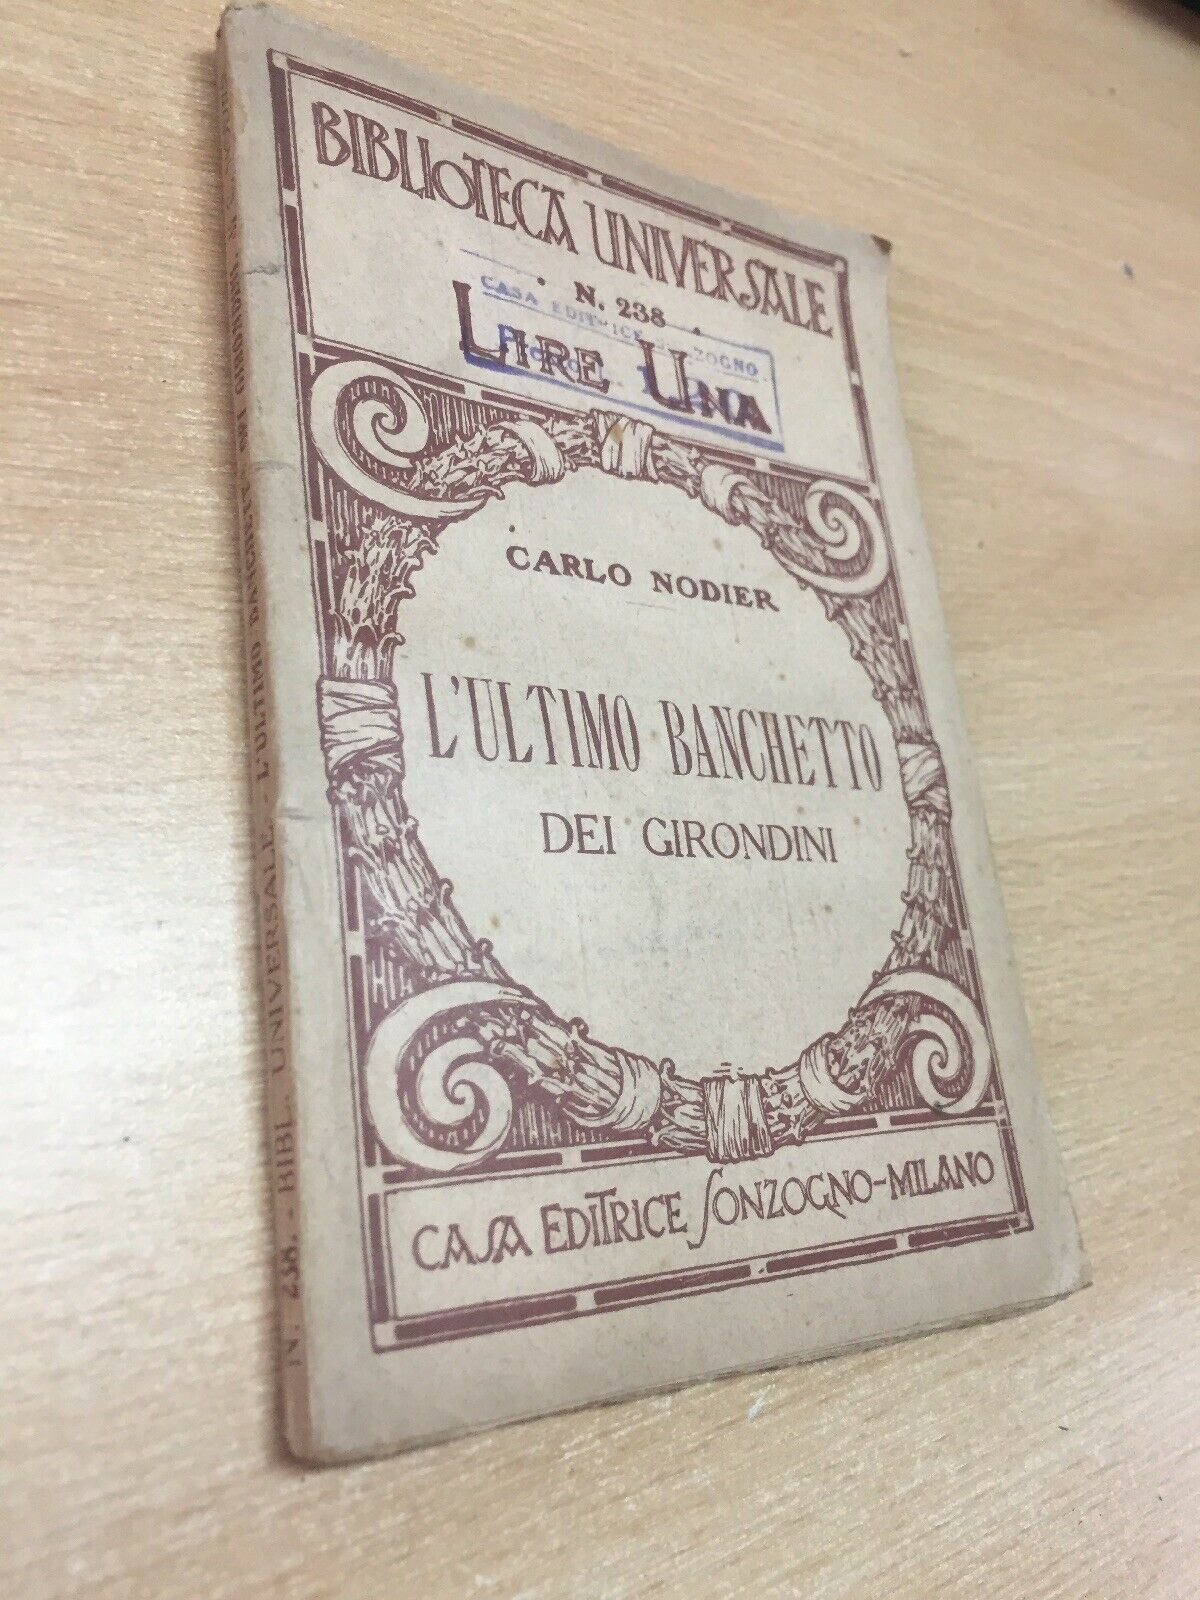 BIBLIOTECA UNIVERSALE
N. 238
LIRE UNA
CASA EDITRICE SONZOGNO
CARLO NODIER
L'ULTIMO BANCHETTO
DEI GIRONDINI
CASA EDITRICE SONZOGNO-MILANO
N. 238. - BIBL. UNIVERSALE - L'ULTIMO BANCHETTO DEI GIRONDINI